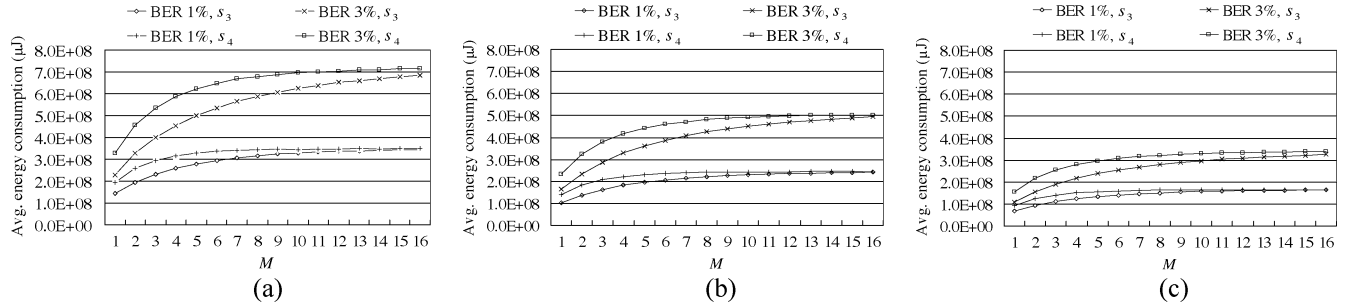 BER 1%, s3 BER 3%, s3
BER 1%, s4 BER 3%, s4
Avg. energy consumption (μJ)
8.0E+08
7.0E+08
6.0E+08
5.0E+08
4.0E+08
3.0E+08
2.0E+08
1.0E+08
0.0E+00
1 2 3 4 5 6 7 8 9 10 11 12 13 14 15 16
M
(a)
BER 1%, s3 BER 3%, s3
BER 1%, s4 BER 3%, s4
Avg. energy consumption (μJ)
8.0E+08
7.0E+08
6.0E+08
5.0E+08
4.0E+08
3.0E+08
2.0E+08
1.0E+08
0.0E+00
1 2 3 4 5 6 7 8 9 10 11 12 13 14 15 16
M
(b)
BER 1%, s3 BER 3%, s3
BER 1%, s4 BER 3%, s4
Avg. energy consumption (μJ)
8.0E+08
7.0E+08
6.0E+08
5.0E+08
4.0E+08
3.0E+08
2.0E+08
1.0E+08
0.0E+00
1 2 3 4 5 6 7 8 9 10 11 12 13 14 15 16
M
(c)